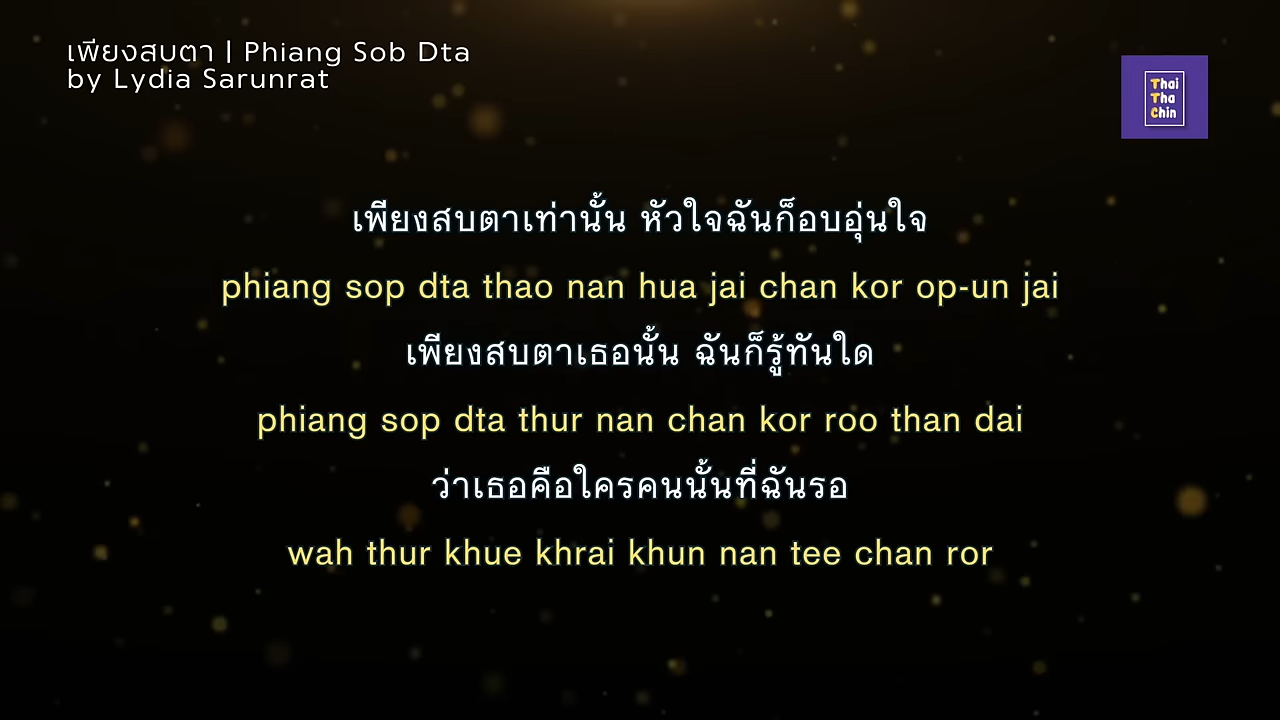 เพียงสบตา | Phiang Sob Dta
by Lydia Sarunrat
Thai
Tha
Chin
เพียงสบตาเท่านั้น หัวใจฉันก็อบอุ่นใจ
phiang sop dta thao nan hua jai chan kor op-un jai
เพียงสบตาเธอนั้น ฉันก็รู้ทันใด
phiang sop dta thur nan chan kor roo than dai
ว่าเธอคือใครคนนั้นที่ฉันรอ
wah thur khue khrai khun nan tee chan ror